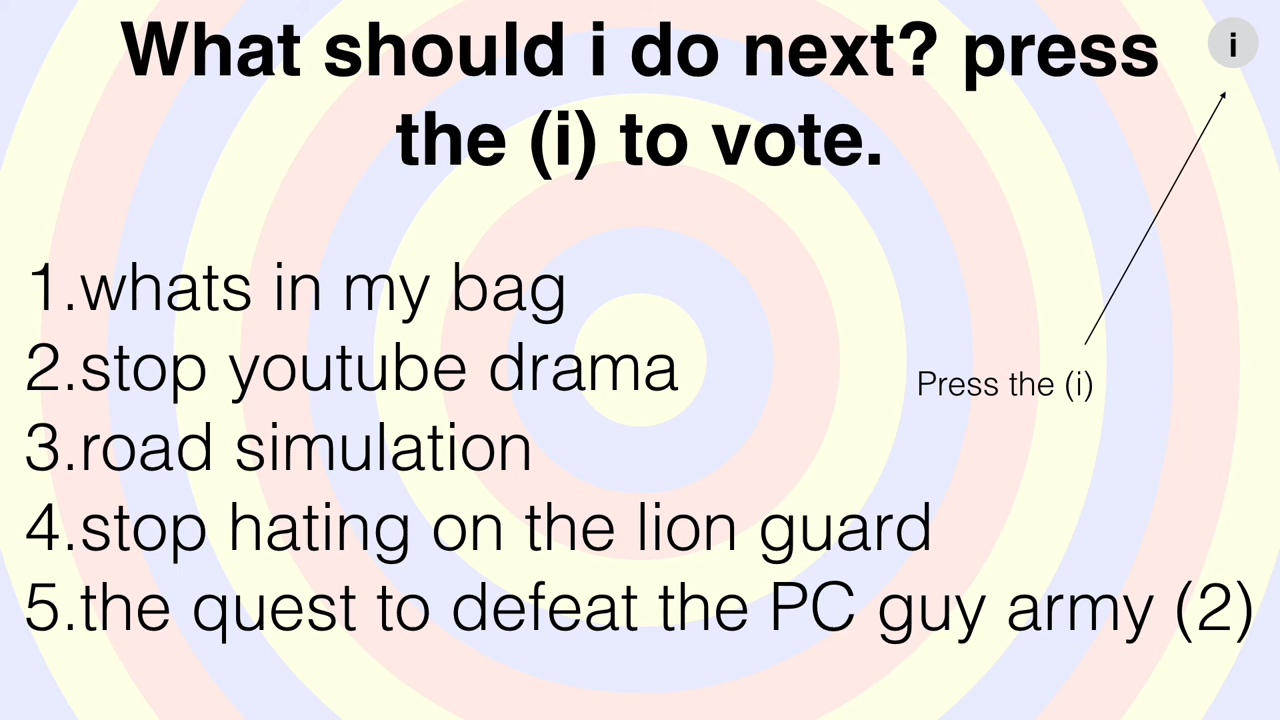 What should i do next? press
the (i) to vote.
i
1.whats in my bag
2.stop youtube drama
Press the (i)
3.road simulation
4.stop hating on the lion guard
5.the quest to defeat the PC guy army (2)